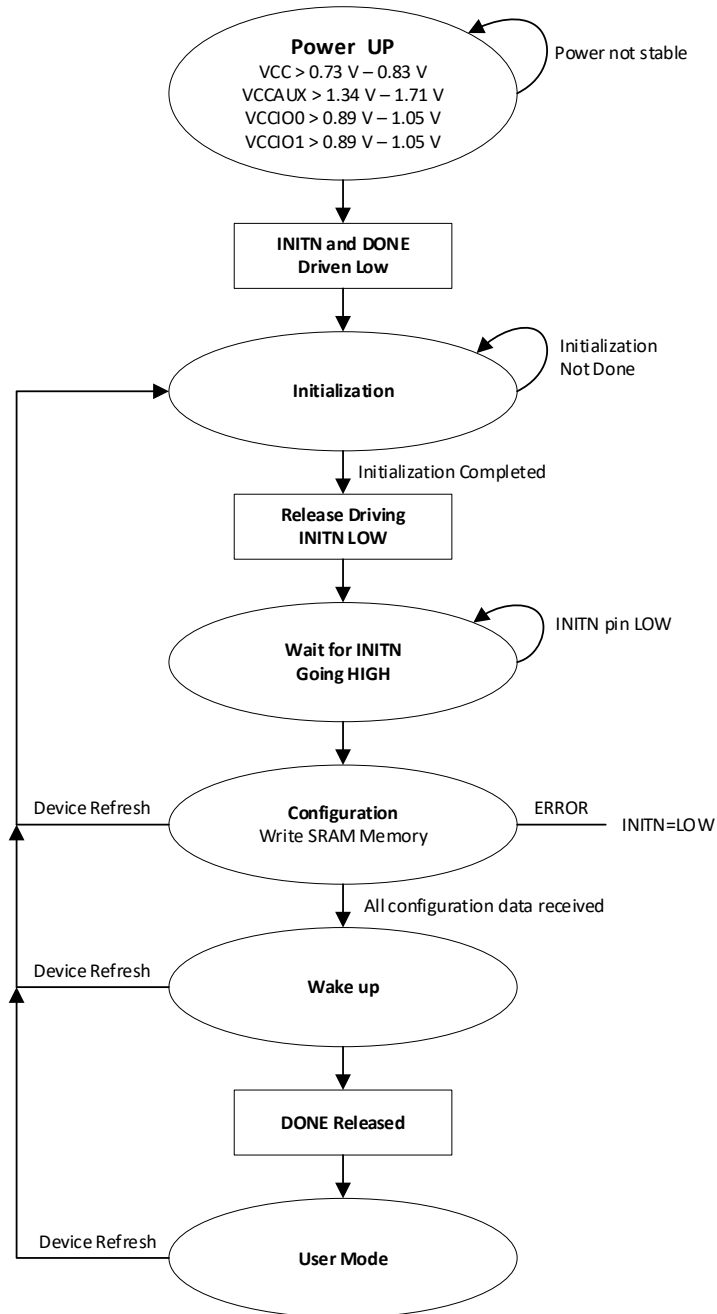 Power UP
VCC > 0.73 V – 0.83 V
VCCAUX > 1.34 V – 1.71 V
VCCIO0 > 0.89 V – 1.05 V
VCCIO1 > 0.89 V – 1.05 V
Power not stable
INITN and DONE
Driven Low
Initialization
Not Done
Initialization
Initialization Completed
Release Driving
INITN LOW
INITN pin LOW
Wait for INITN
Going HIGH
Device Refresh
Configuration
Write SRAM Memory
ERROR
INITN=LOW
All configuration data received
Device Refresh
Wake up
DONE Released
Device Refresh
User Mode